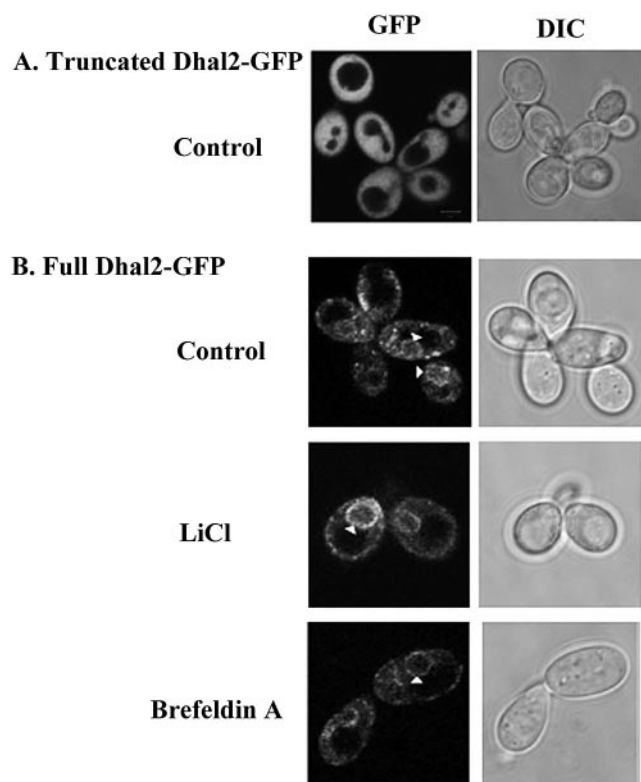 GFP DIC
A. Truncated Dhal2-GFP
Control
B. Full Dhal2-GFP
Control
LiCl
Brefeldin A